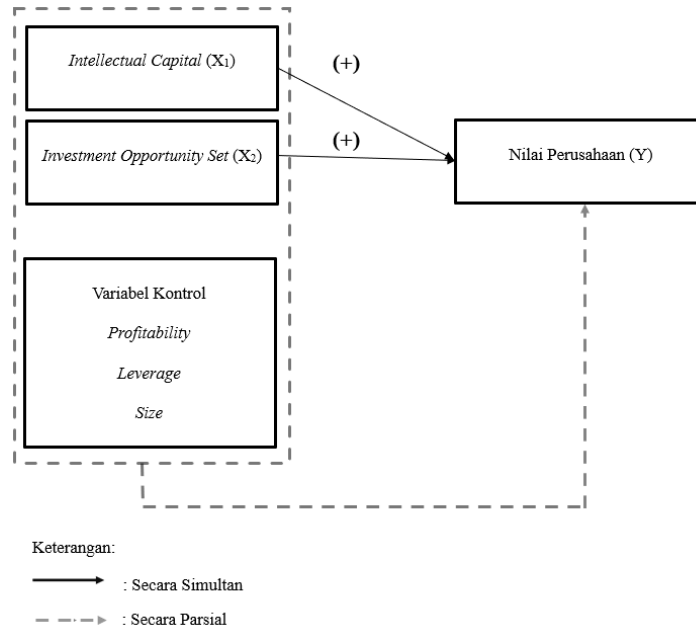 Intellectual Capital (X₁)
(+)
Investment Opportunity Set (X₂)
(+)
Nilai Perusahaan (Y)
Variabel Kontrol
Profitability
Leverage
Size
Keterangan:
: Secara Simultan
: Secara Parsial